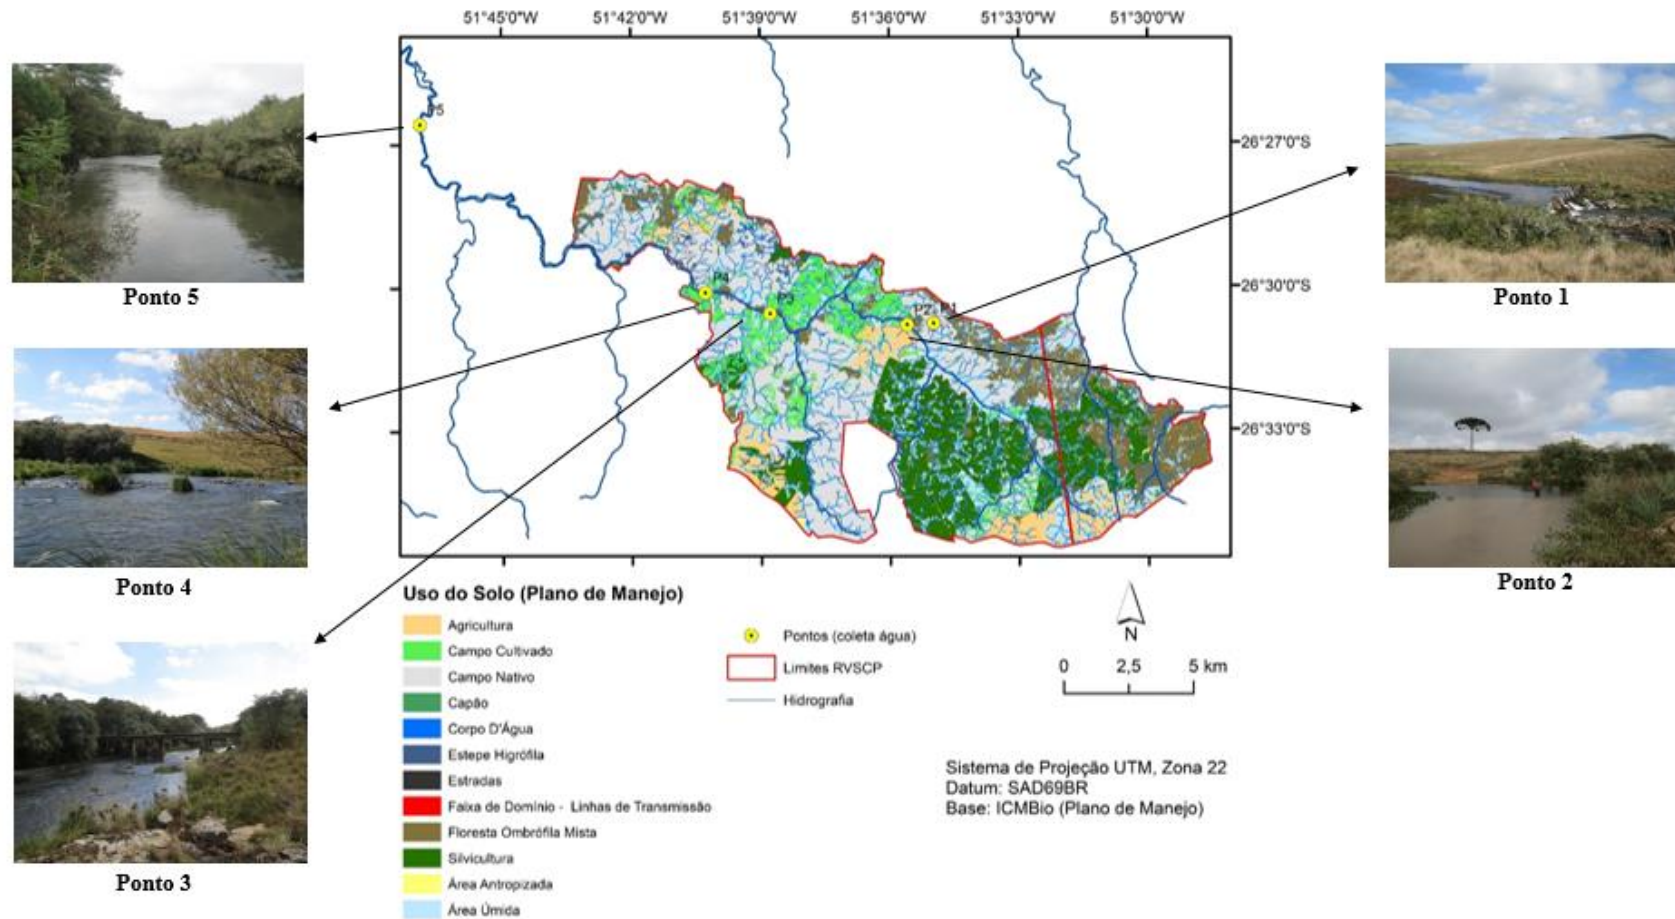 51°45'0"W 51°42'0"W 51°39'0"W 51°36'0"W 51°33'0"W 51°30'0"W
26°27'0"S
26°30'0"S
26°33'0"S
P5
P4
P3
P2 P1
Ponto 5
Ponto 1
Ponto 4
Ponto 2
Ponto 3
Uso do Solo (Plano de Manejo)
Agricultura
Campo Cultivado
Campo Nativo
Capão
Corpo D'Água
Estepe Higrófila
Estradas
Faixa de Domínio - Linhas de Transmissão
Floresta Ombrófila Mista
Silvicultura
Área Antropizada
Área Úmida
Pontos (coleta água)
Limites RVSCP
Hidrografia
N
0 2,5 5 km
Sistema de Projeção UTM, Zona 22
Datum: SAD69BR
Base: ICMBio (Plano de Manejo)